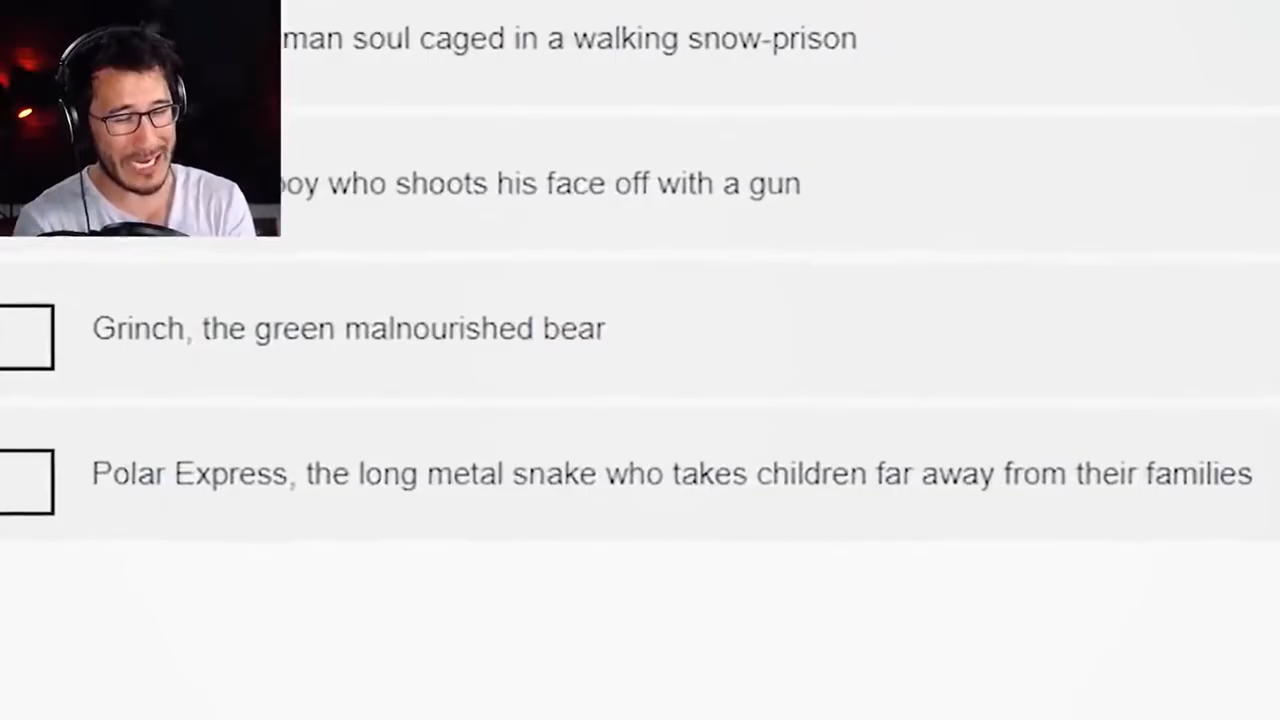 man soul caged in a walking snow-prison
boy who shoots his face off with a gun
Grinch, the green malnourished bear
Polar Express, the long metal snake who takes children far away from their families